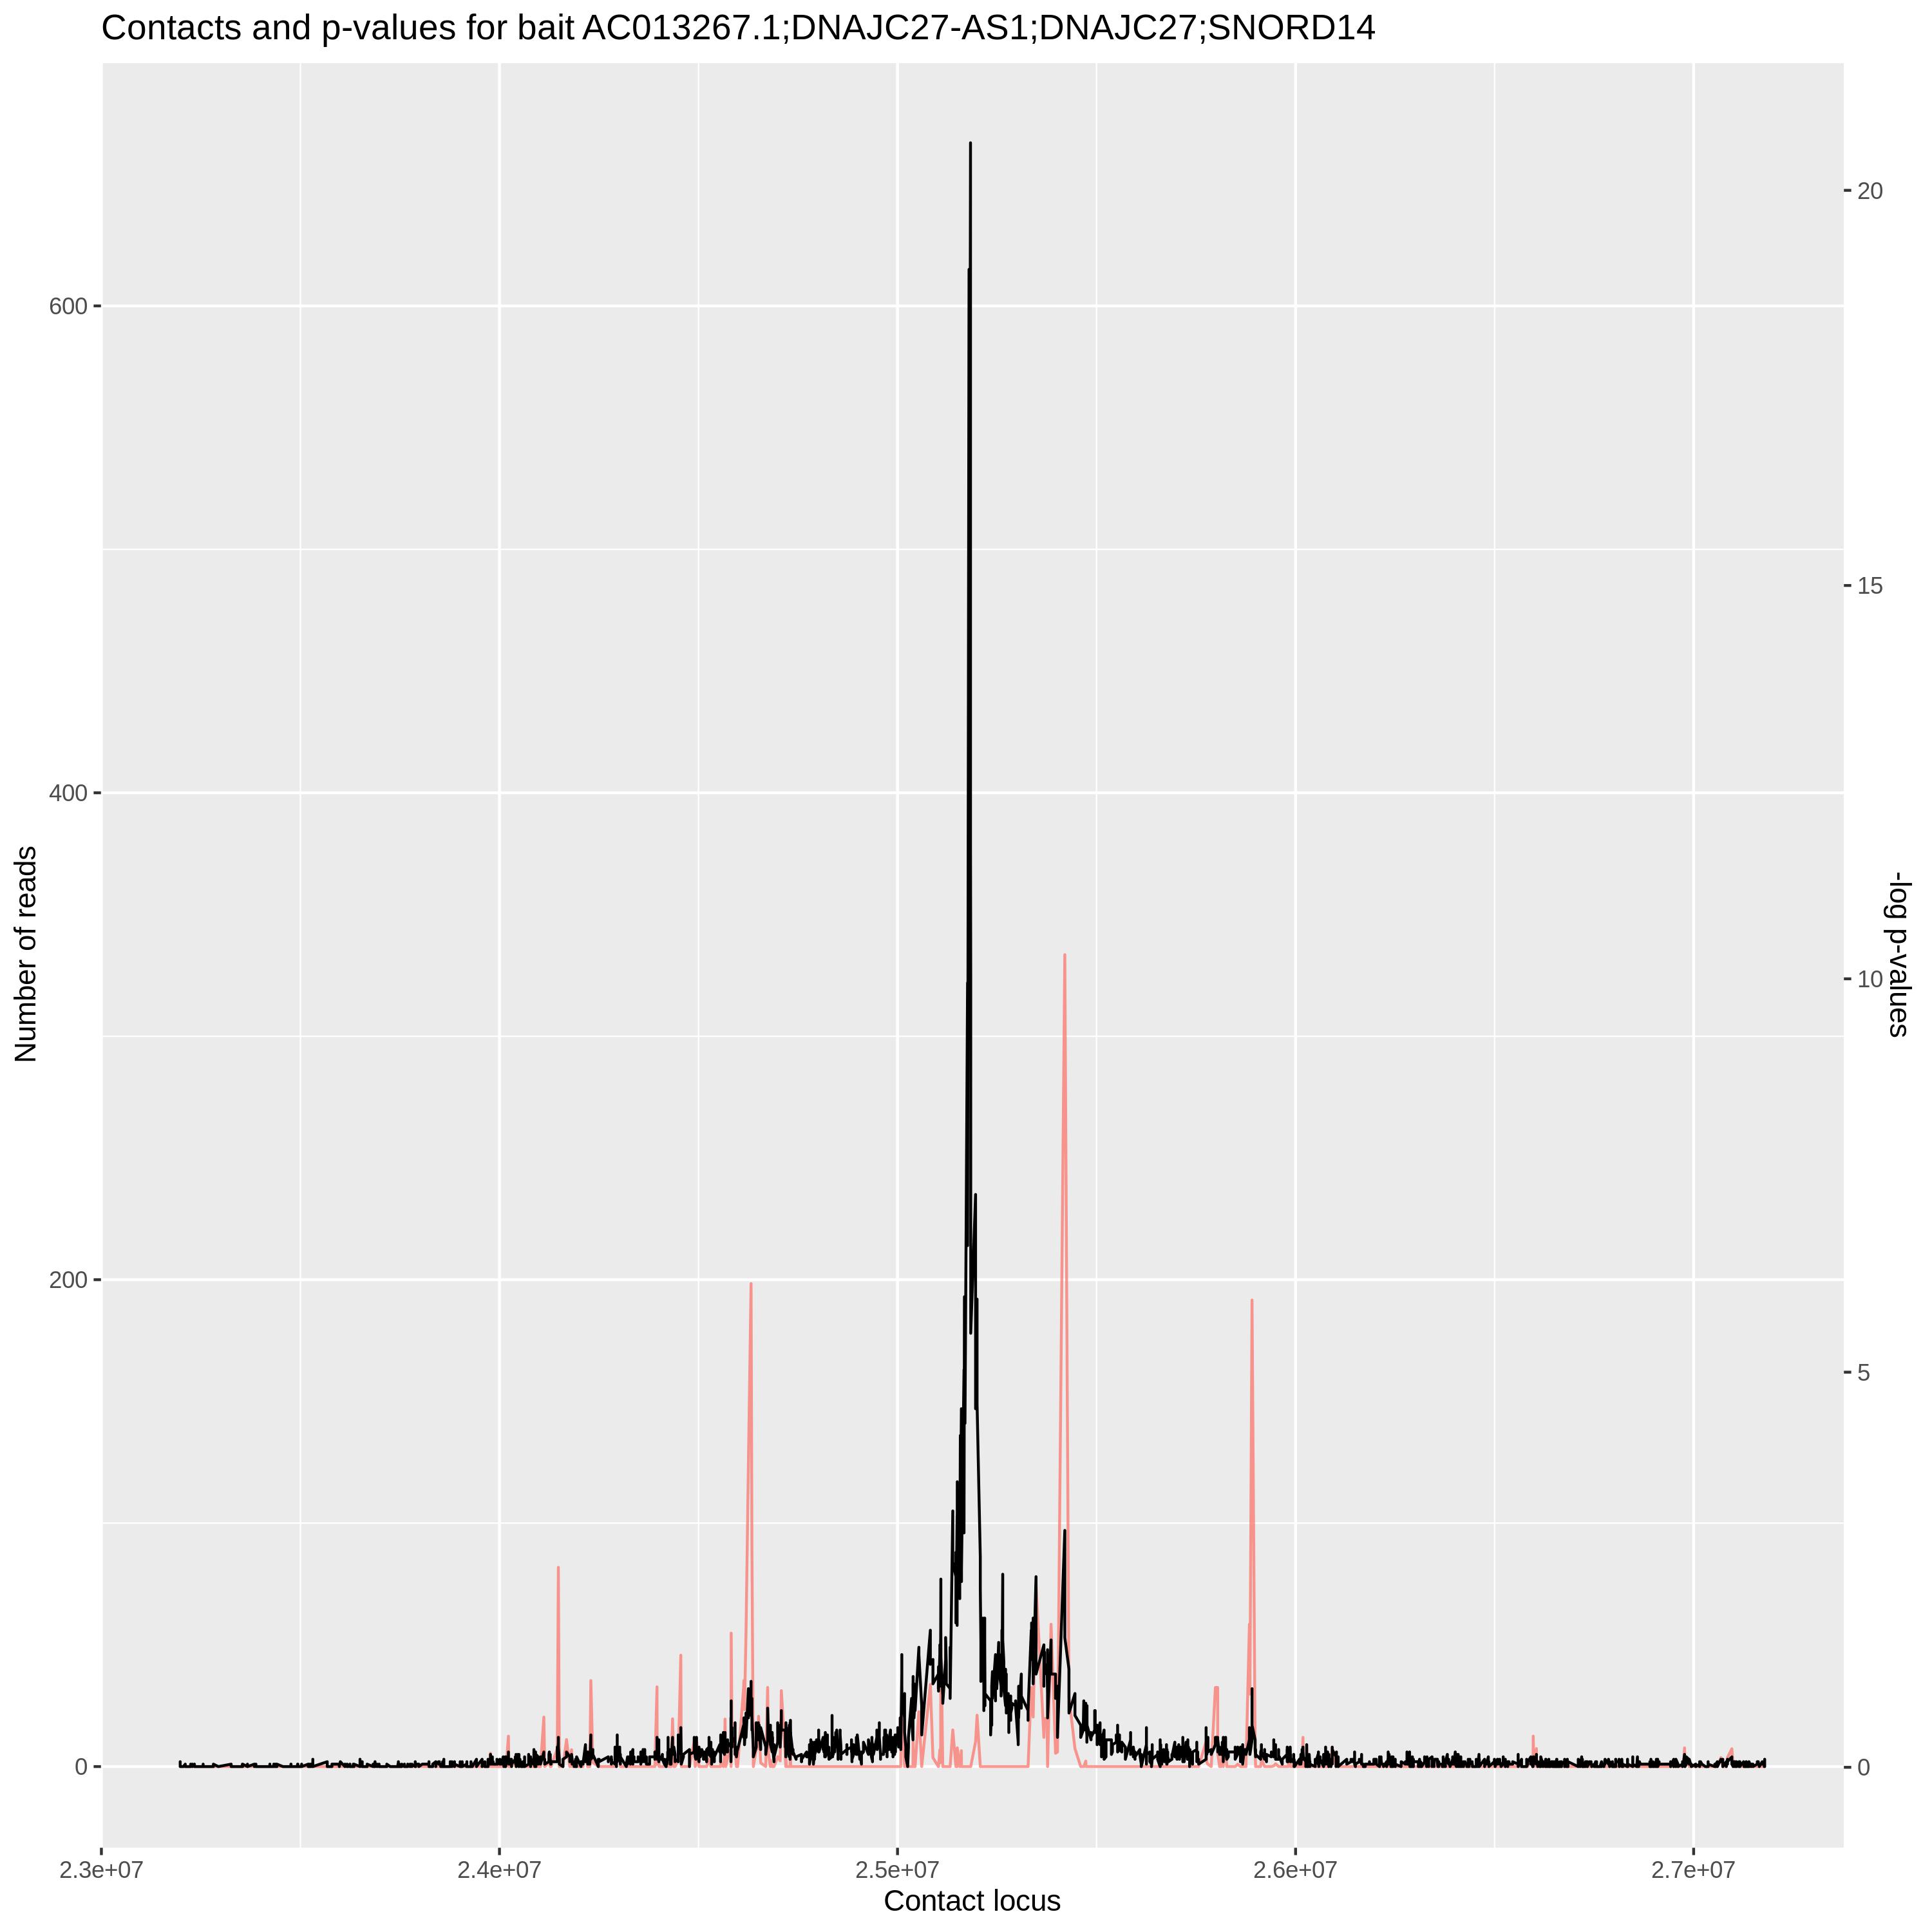 Contacts and p-values for bait AC013267.1;DNAJC27-AS1;DNAJC27;SNORD14
600
400
200
0
Number of reads
20
15
10
5
0
-log p-values
2.3e+07
2.4e+07
2.5e+07
2.6e+07
2.7e+07
Contact locus